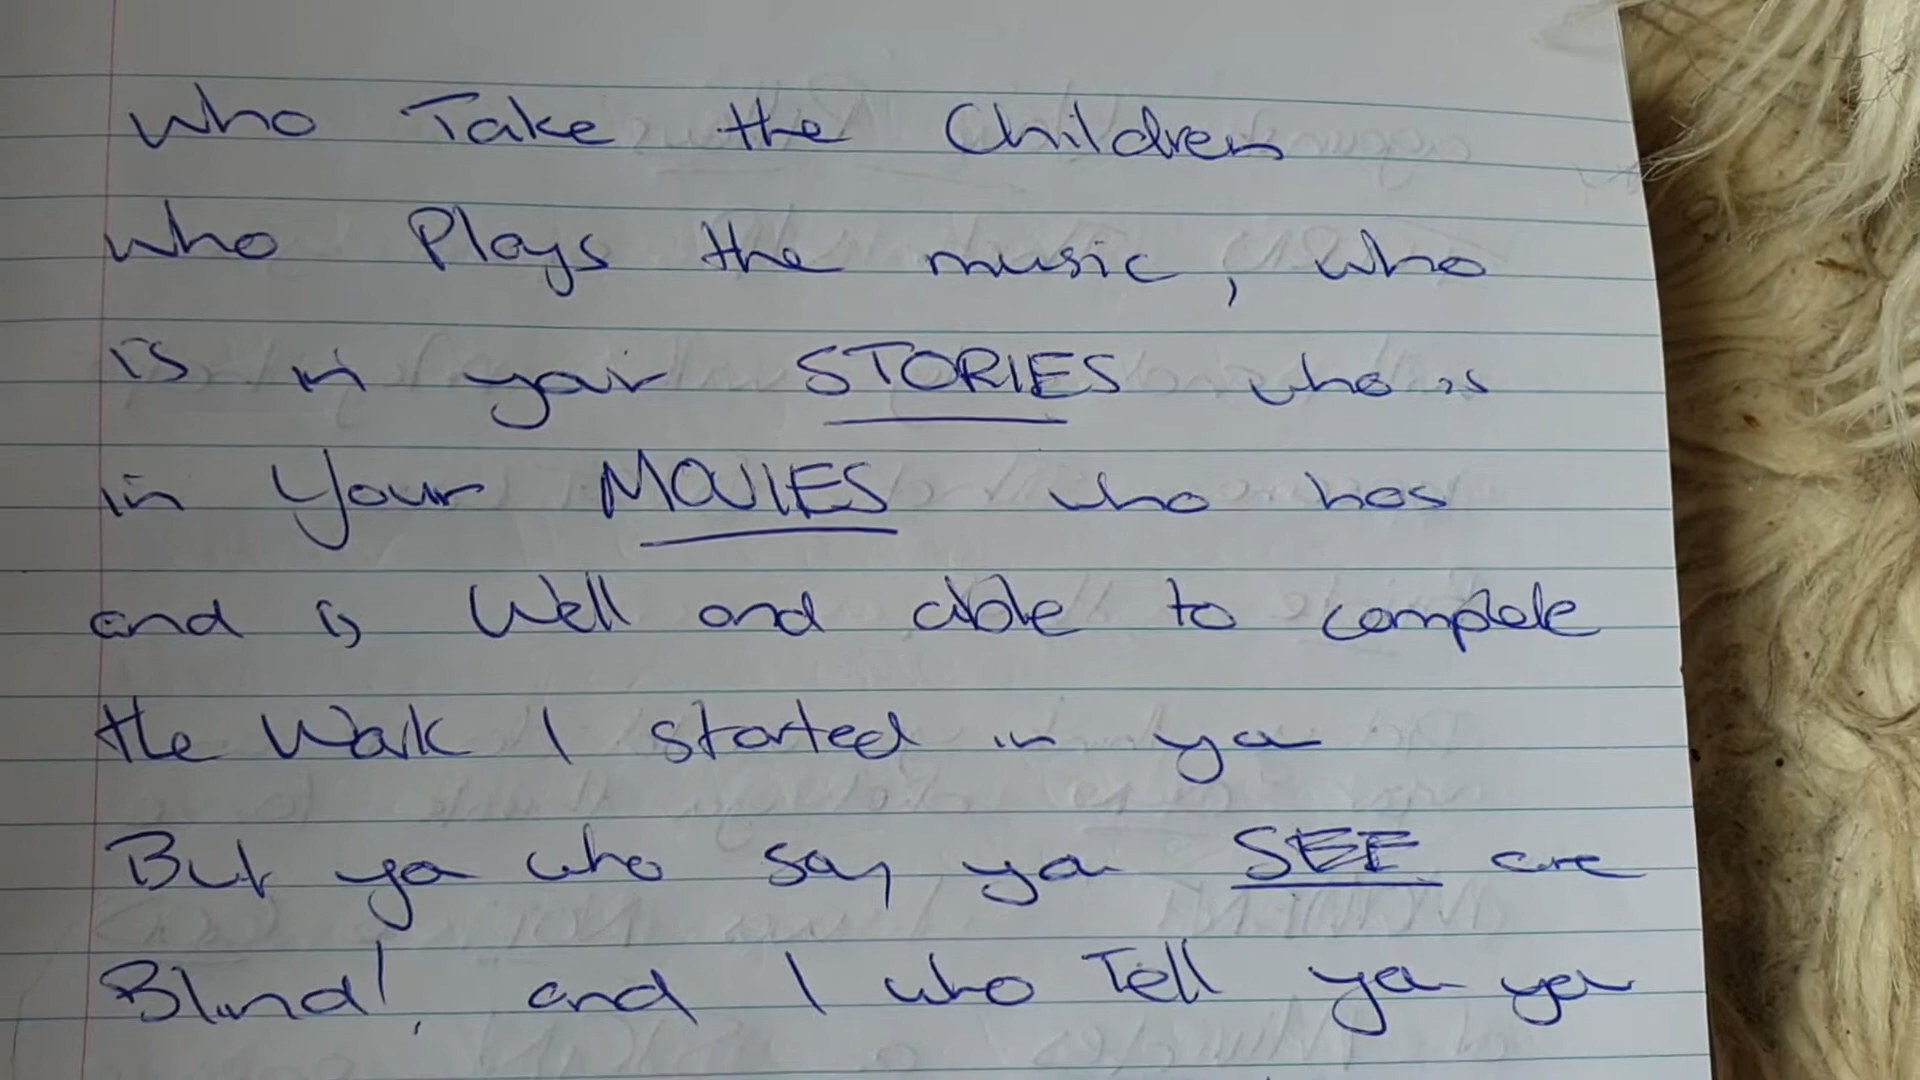 who Take the Children
who Plays the music, who
is in your STORIES who is
in Your MOVIES who has
and is Well and able to complete
the Work I started in you
But you who say you SEE are
Blind!, and I who Tell you you